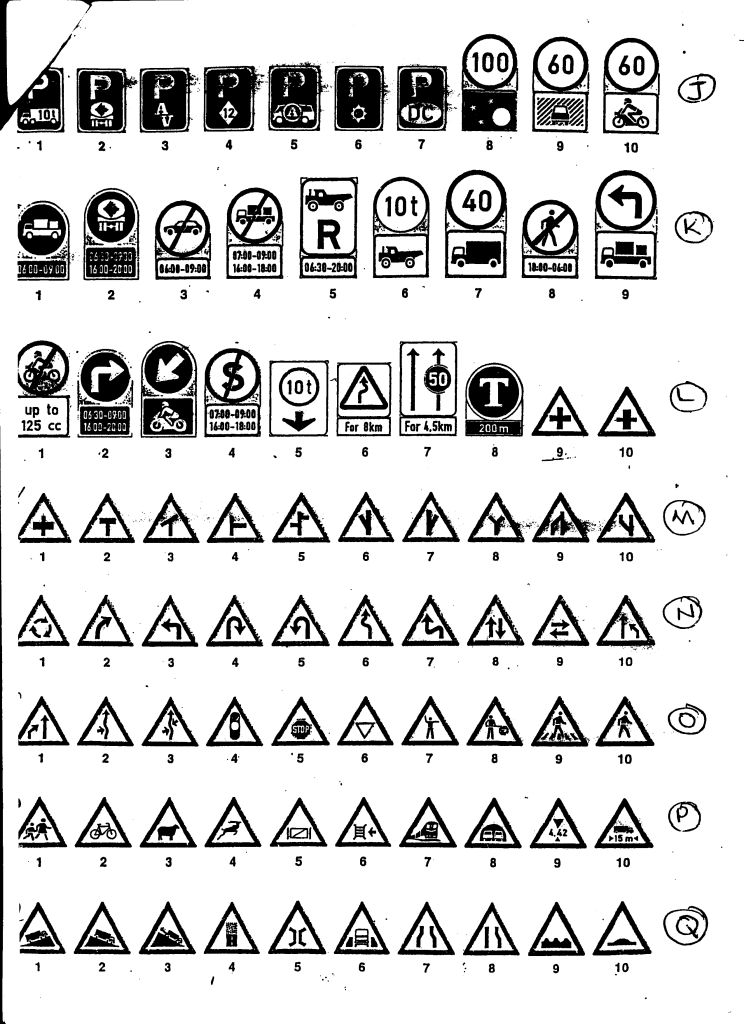 P P P P P P P 100 60 60 J
10t A V 12 A DC
1 2 3 4 5 6 7 8 9 10
10t 40 K
R
06:00-09:00 16:00-20:00 06:00-09:00 07:00-09:00 16:00-18:00 06:30-20:00 18:00-06:00
1 2 3 4 5 6 7 8 9
$ 10t 50 T L
up to 125 cc 06:30-09:00 16:00-20:00 07:00-09:00 16:00-18:00 For 8km For 4,5km 200m
1 2 3 4 5 6 7 8 9 10
M
1 2 3 4 5 6 7 8 9 10
N
1 2 3 4 5 6 7 8 9 10
STOP O
1 2 3 4 5 6 7 8 9 10
4,42 15m P
1 2 3 4 5 6 7 8 9 10
Q
1 2 3 4 5 6 7 8 9 10